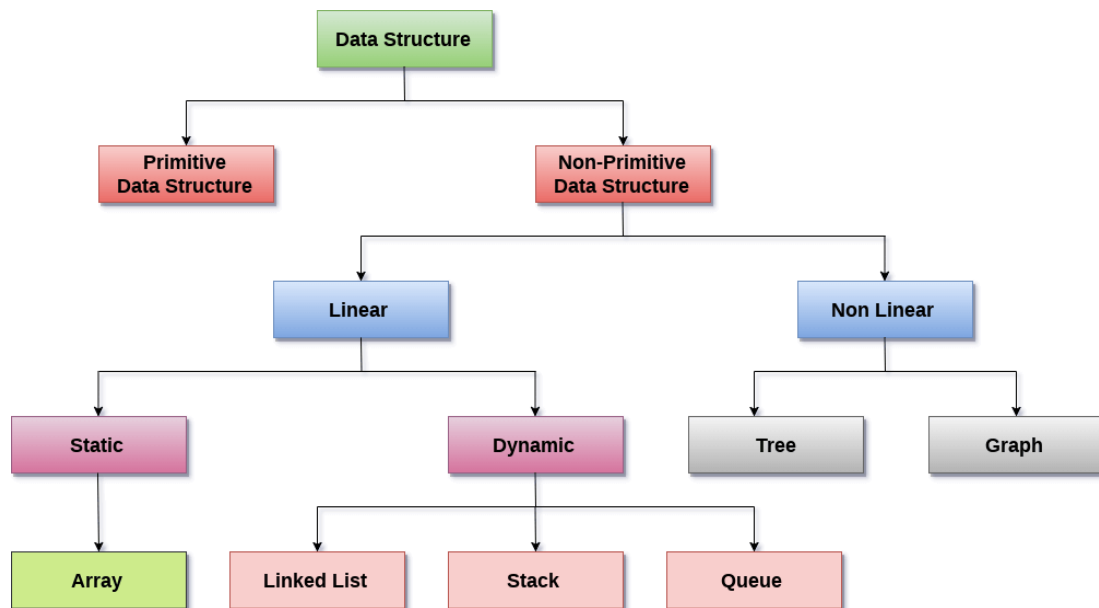 Data Structure
Primitive
Data Structure
Non-Primitive
Data Structure
Linear
Non Linear
Static
Dynamic
Tree
Graph
Array
Linked List
Stack
Queue